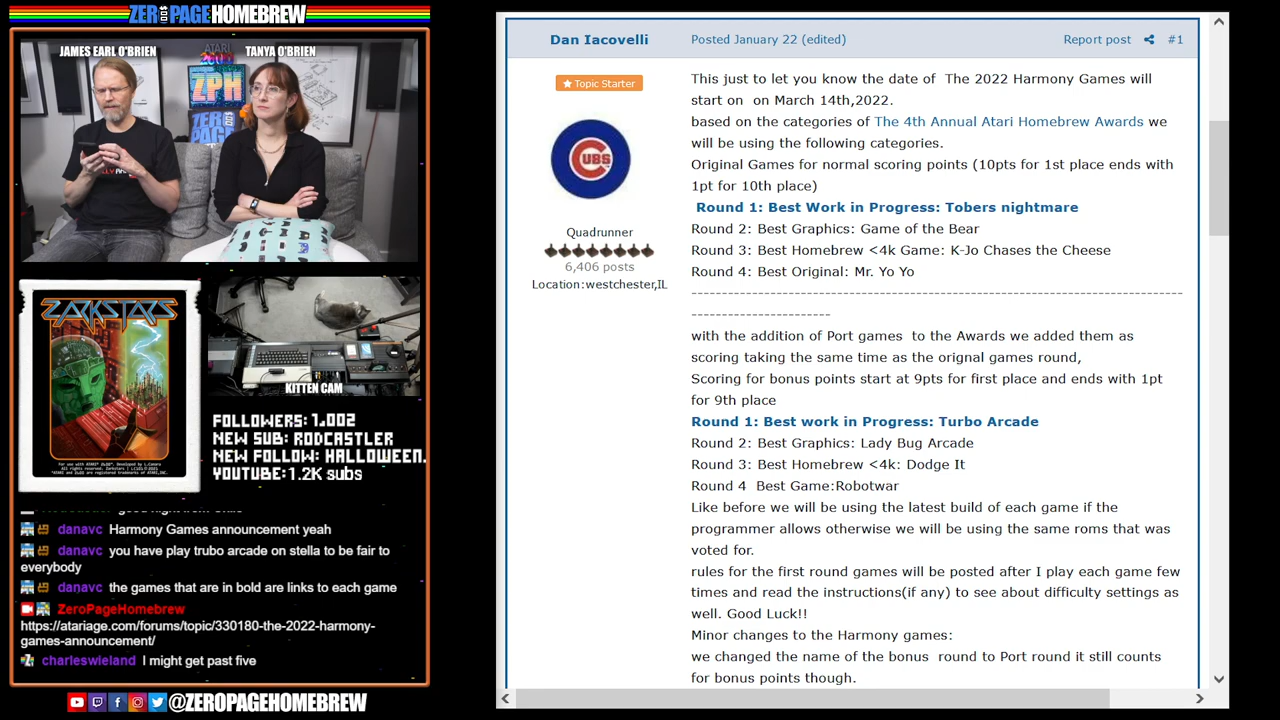 ZERO PAGE HOMEBREW
JAMES EARL O'BRIEN
TANYA O'BRIEN
ATARI
ZPH
ZERO
PAGE
ZARKSTARS
KITTEN CAM
FOLLOWERS: 1,002
NEW SUB: RODCASTLER
NEW FOLLOW: HALLOWEEN.
YOUTUBE: 1.2K subs
danavc Harmony Games announcement yeah
danavc you have play trubo arcade on stella to be fair to
everybody
danavc the games that are in bold are links to each game
ZeroPageHomebrew
https://atariage.com/forums/topic/330180-the-2022-harmony-
games-announcement/
charleswieland I might get past five
@ZEROPAGEHOMEBREW
Dan Iacovelli
Posted January 22 (edited)
Report post
#1
Topic Starter
CUBS
Quadrunner
6,406 posts
Location:westchester,IL
This just to let you know the date of The 2022 Harmony Games will
start on on March 14th,2022.
based on the categories of The 4th Annual Atari Homebrew Awards we
will be using the following categories.
Original Games for normal scoring points (10pts for 1st place ends with
1pt for 10th place)
Round 1: Best Work in Progress: Tobers nightmare
Round 2: Best Graphics: Game of the Bear
Round 3: Best Homebrew <4k Game: K-Jo Chases the Cheese
Round 4: Best Original: Mr. Yo Yo
--------------------------------------------------------------------------------
-----------------------
with the addition of Port games to the Awards we added them as
scoring taking the same time as the orignal games round,
Scoring for bonus points start at 9pts for first place and ends with 1pt
for 9th place
Round 1: Best work in Progress: Turbo Arcade
Round 2: Best Graphics: Lady Bug Arcade
Round 3: Best Homebrew <4k: Dodge It
Round 4 Best Game:Robotwar
Like before we will be using the latest build of each game if the
programmer allows otherwise we will be using the same roms that was
voted for.
rules for the first round games will be posted after I play each game few
times and read the instructions(if any) to see about difficulty settings as
well. Good Luck!!
Minor changes to the Harmony games:
we changed the name of the bonus round to Port round it still counts
for bonus points though.